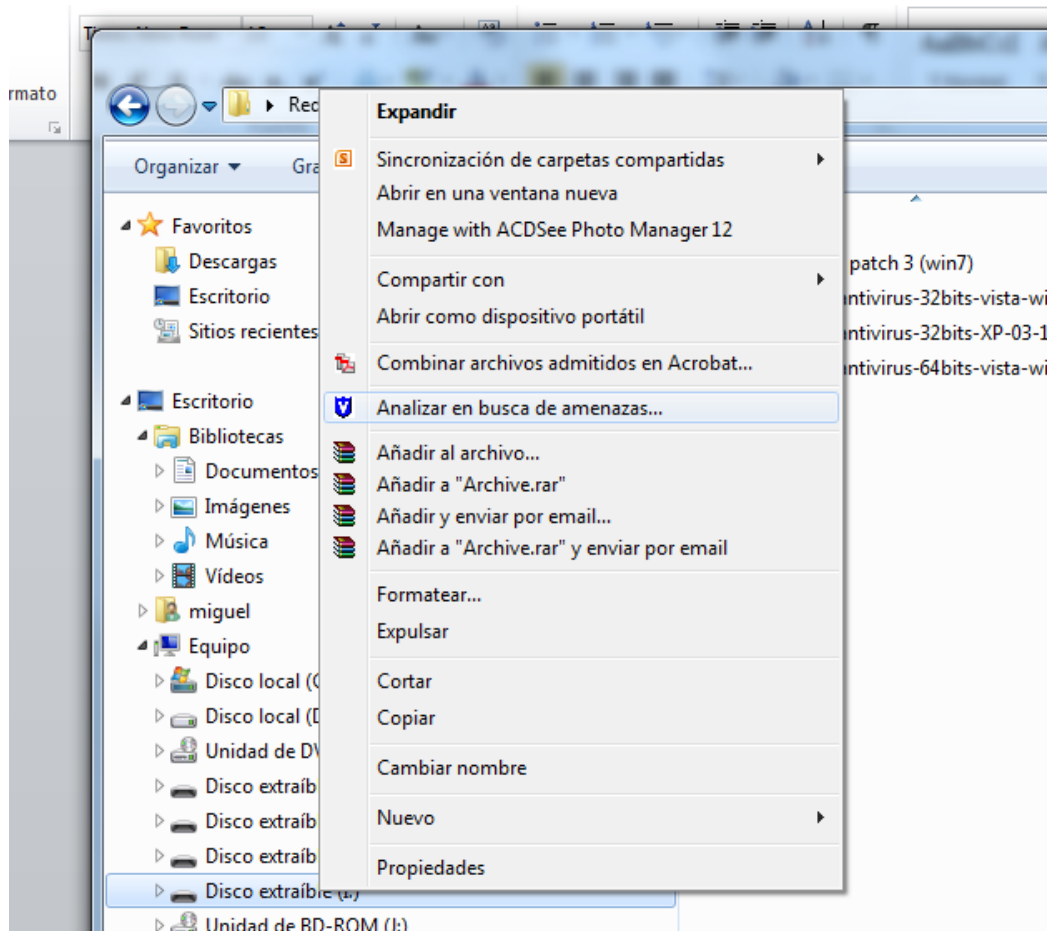 rmato
Rec
Expandir
Organizar
Gra
Sincronización de carpetas compartidas
Abrir en una ventana nueva
Manage with ACDSee Photo Manager 12
Favoritos
Descargas
Escritorio
Sitios recientes
Compartir con
Abrir como dispositivo portátil
patch 3 (win7)
ntivirus-32bits-vista-wi
ntivirus-32bits-XP-03-1
ntivirus-64bits-vista-wi
Combinar archivos admitidos en Acrobat...
Analizar en busca de amenazas...
Añadir al archivo...
Añadir a "Archive.rar"
Añadir y enviar por email...
Añadir a "Archive.rar" y enviar por email
Escritorio
Bibliotecas
Documentos
Imágenes
Música
Vídeos
miguel
Equipo
Disco local (
Disco local (
Unidad de DV
Disco extraíb
Disco extraíb
Disco extraíb
Disco extraíble (I:)
Unidad de BD-ROM (J:)
Formatear...
Expulsar
Cortar
Copiar
Cambiar nombre
Nuevo
Propiedades